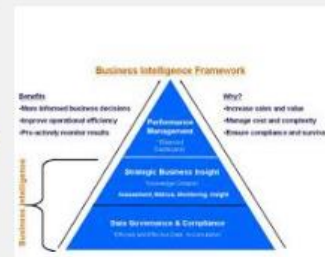 Business Intelligence Framework
Benefits
•More Informed business decisions
•Improve operational efficiency
•Pro-actively monitor results
Why?
•Increase sales and value
•Manage cost and complexity
•Ensure compliance and survival
Performance
Management
Strategic Business Insight
Data Governance & Compliance
Business Intelligence